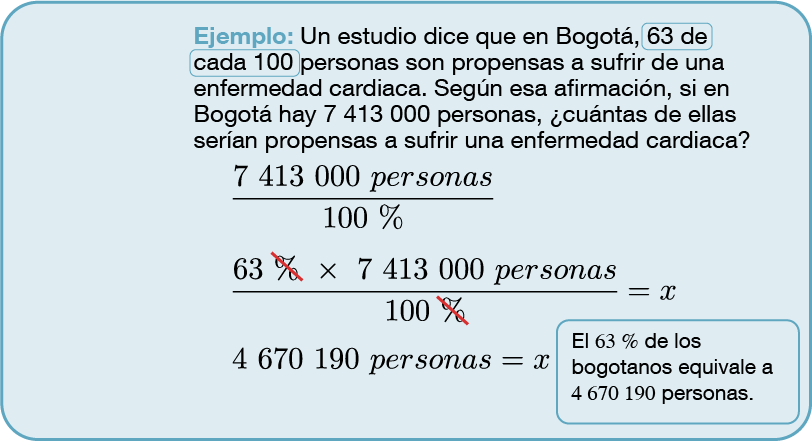 Ejemplo: Un estudio dice que en Bogotá, 63 de
cada 100 personas son propensas a sufrir de una
enfermedad cardiaca. Según esa afirmación, si en
Bogotá hay 7 413 000 personas, ¿cuántas de ellas
serían propensas a sufrir una enfermedad cardiaca?
7 413 000 personas
100 %
63 % × 7 413 000 personas
100 %
= x
4 670 190 personas = x
El 63 % de los
bogotanos equivale a
4 670 190 personas.